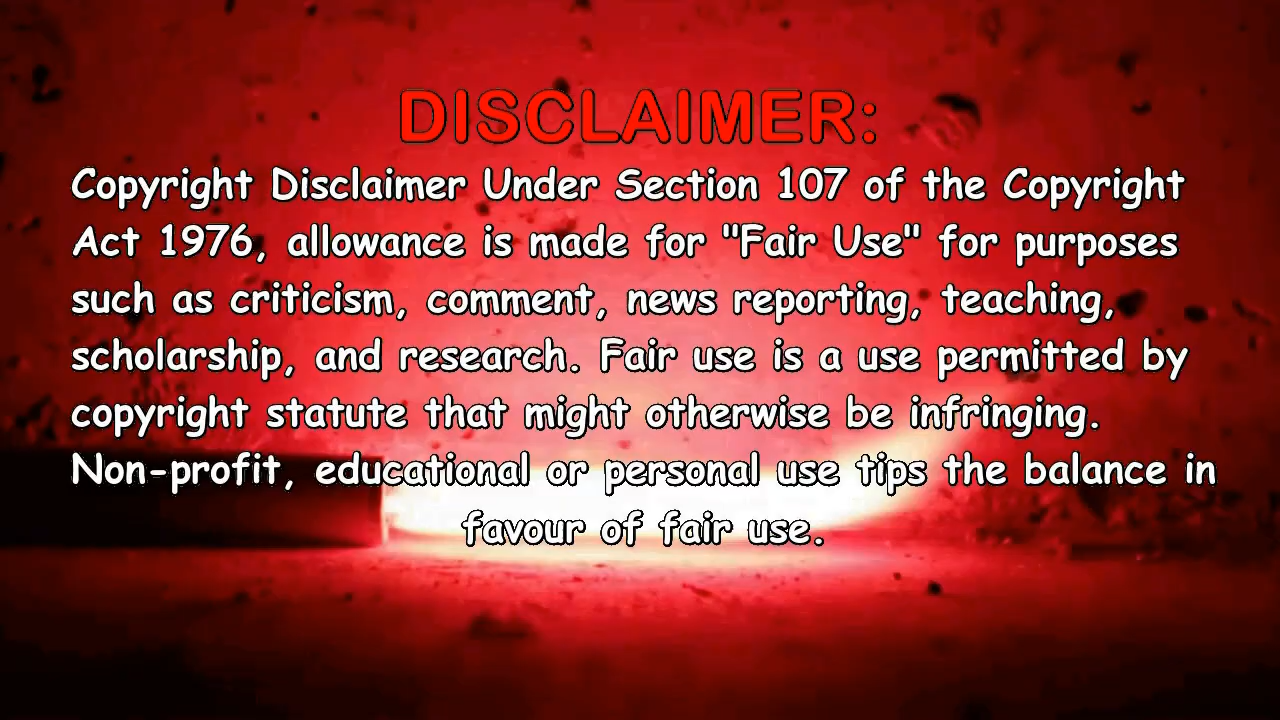 DISCLAIMER:
Copyright Disclaimer Under Section 107 of the Copyright
Act 1976, allowance is made for "Fair Use" for purposes
such as criticism, comment, news reporting, teaching,
scholarship, and research. Fair use is a use permitted by
copyright statute that might otherwise be infringing.
Non-profit, educational or personal use tips the balance in
favour of fair use.